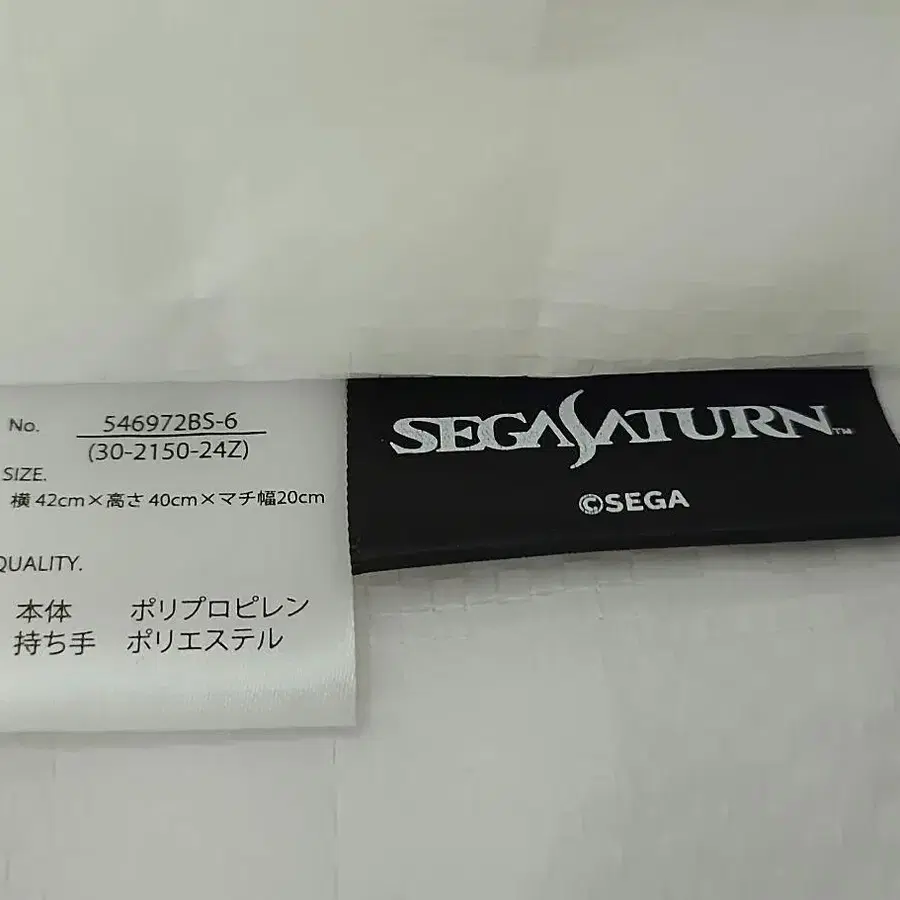 No. 546972BS-6
(30-2150-24Z)
SIZE.
横 42cm×高さ 40cm×マチ幅20cm
QUALITY.
本体 ポリプロピレン
持ち手 ポリエステル
SEGA SATURN™
©SEGA